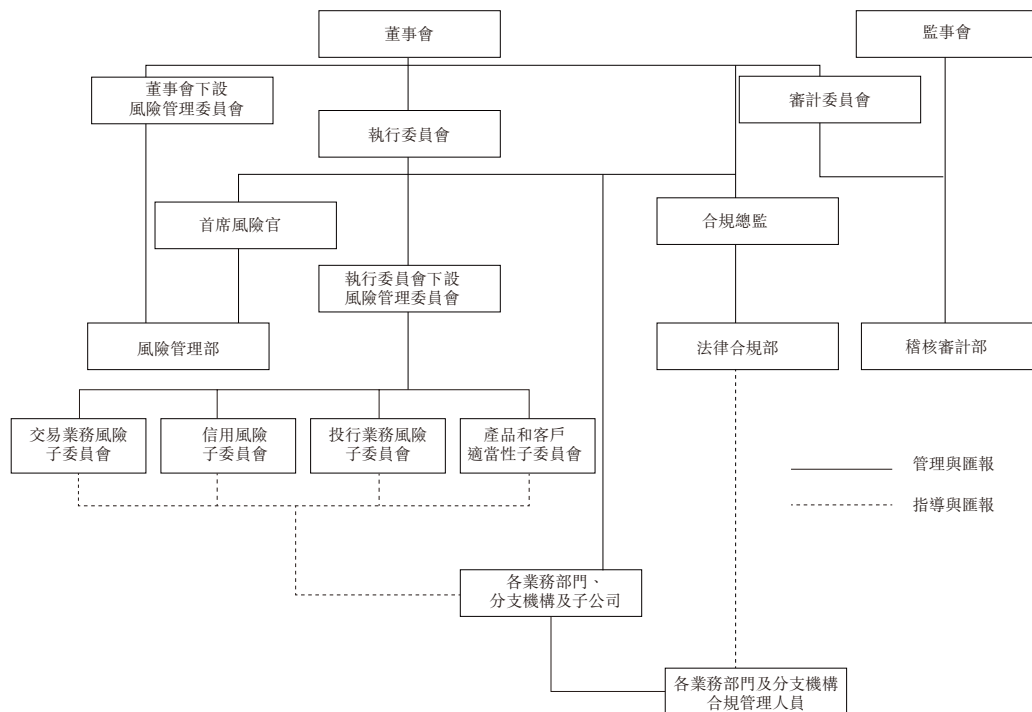 董事會
監事會
董事會下設
風險管理委員會
審計委員會
執行委員會
首席風險官
合規總監
執行委員會下設
風險管理委員會
風險管理部
法律合規部
稽核審計部
交易業務風險
子委員會
信用風險
子委員會
投行業務風險
子委員會
產品和客戶
適當性子委員會
管理與匯報
指導與匯報
各業務部門、
分支機構及子公司
各業務部門及分支機構
合規管理人員